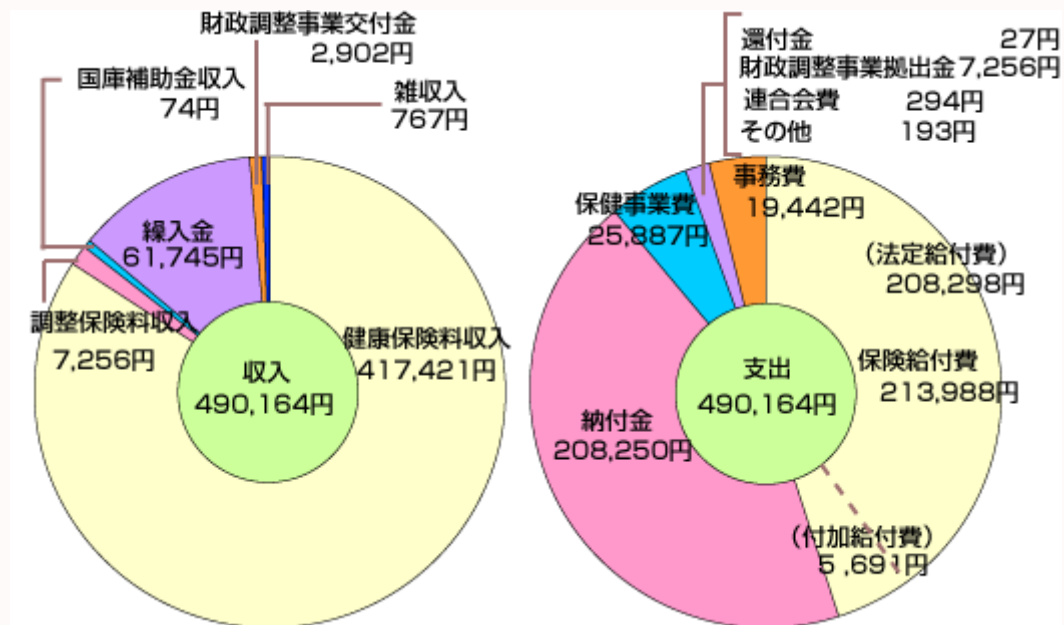 財政調整事業交付金
2,902円
国庫補助金収入
74円
雑収入
767円
繰入金
61,745円
調整保険料収入
7,256円
健康保険料収入
417,421円
収入
490,164円
還付金 27円
財政調整事業拠出金 7,256円
連合会費 294円
その他 193円
事務費
19,442円
保健事業費
25,887円
(法定給付費)
208,298円
保険給付費
213,988円
支出
490,164円
納付金
208,250円
(付加給付費)
5,691円